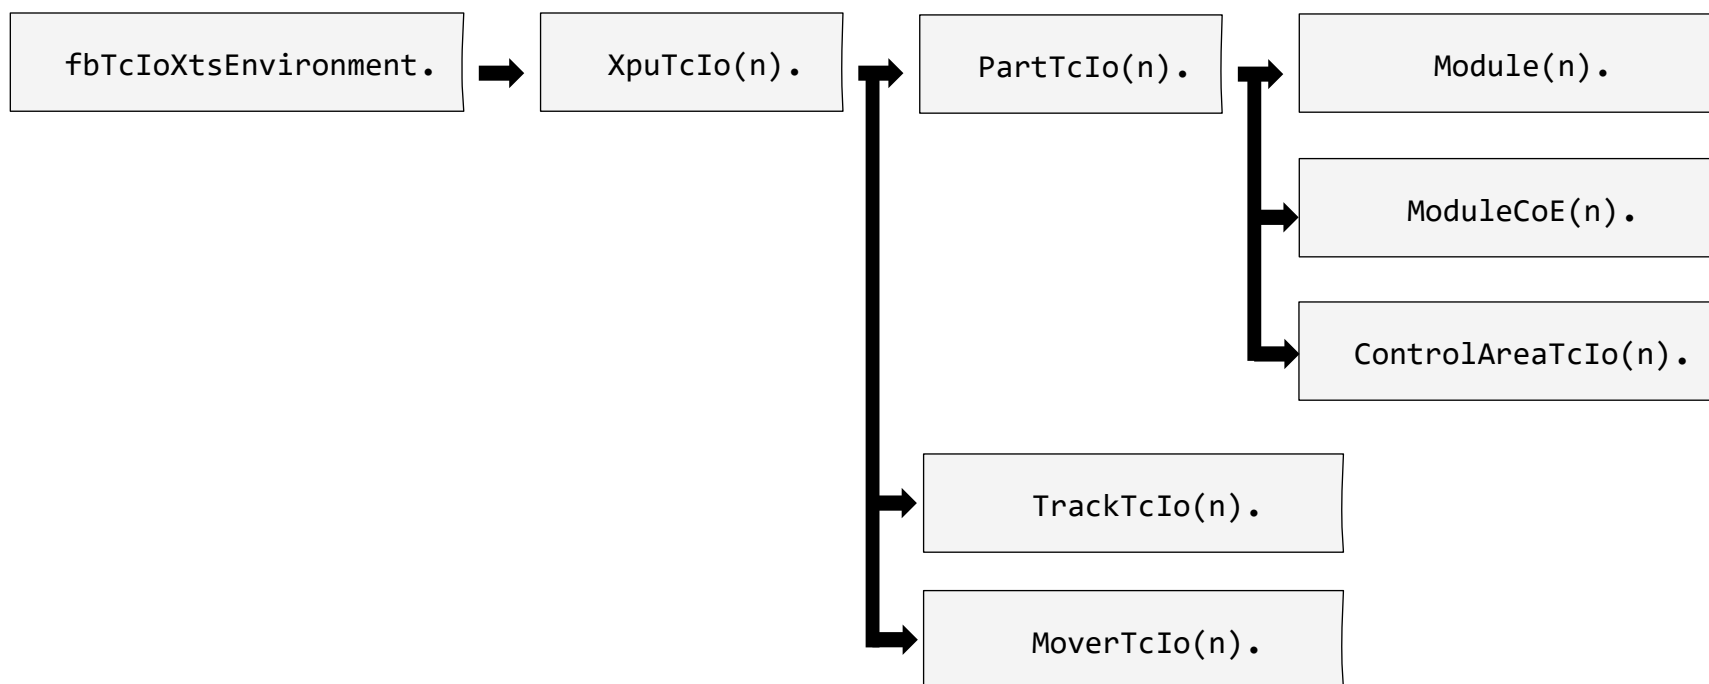 fbTcIoXtsEnvironment.
XpuTcIo(n).
PartTcIo(n).
Module(n).
ModuleCoE(n).
ControlAreaTcIo(n).
TrackTcIo(n).
MoverTcIo(n).